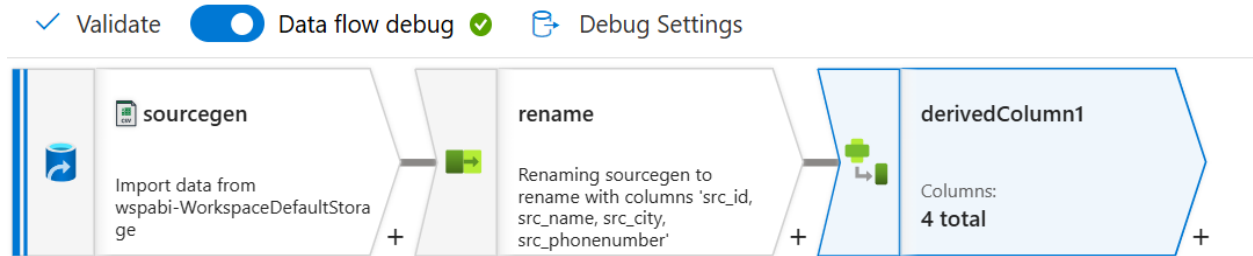 Validate Data flow debug Debug Settings
sourcegen
Import data from
wspabi-WorkspaceDefaultStora
ge
+
rename
Renaming sourcegen to
rename with columns 'src_id,
src_name, src_city,
src_phonenumber'
+
derivedColumn1
Columns:
4 total
+